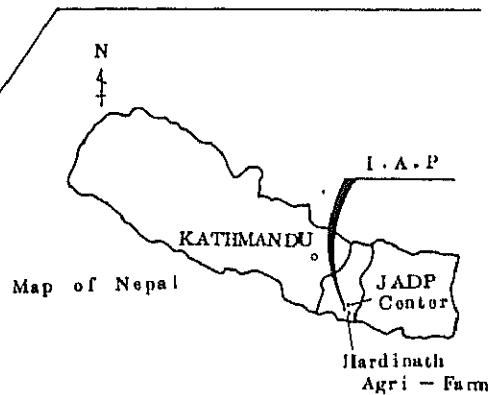 N
I . A . P
KATHMANDU
Map of Nepal
JADP
Center
Hardinath
Agri - Farm